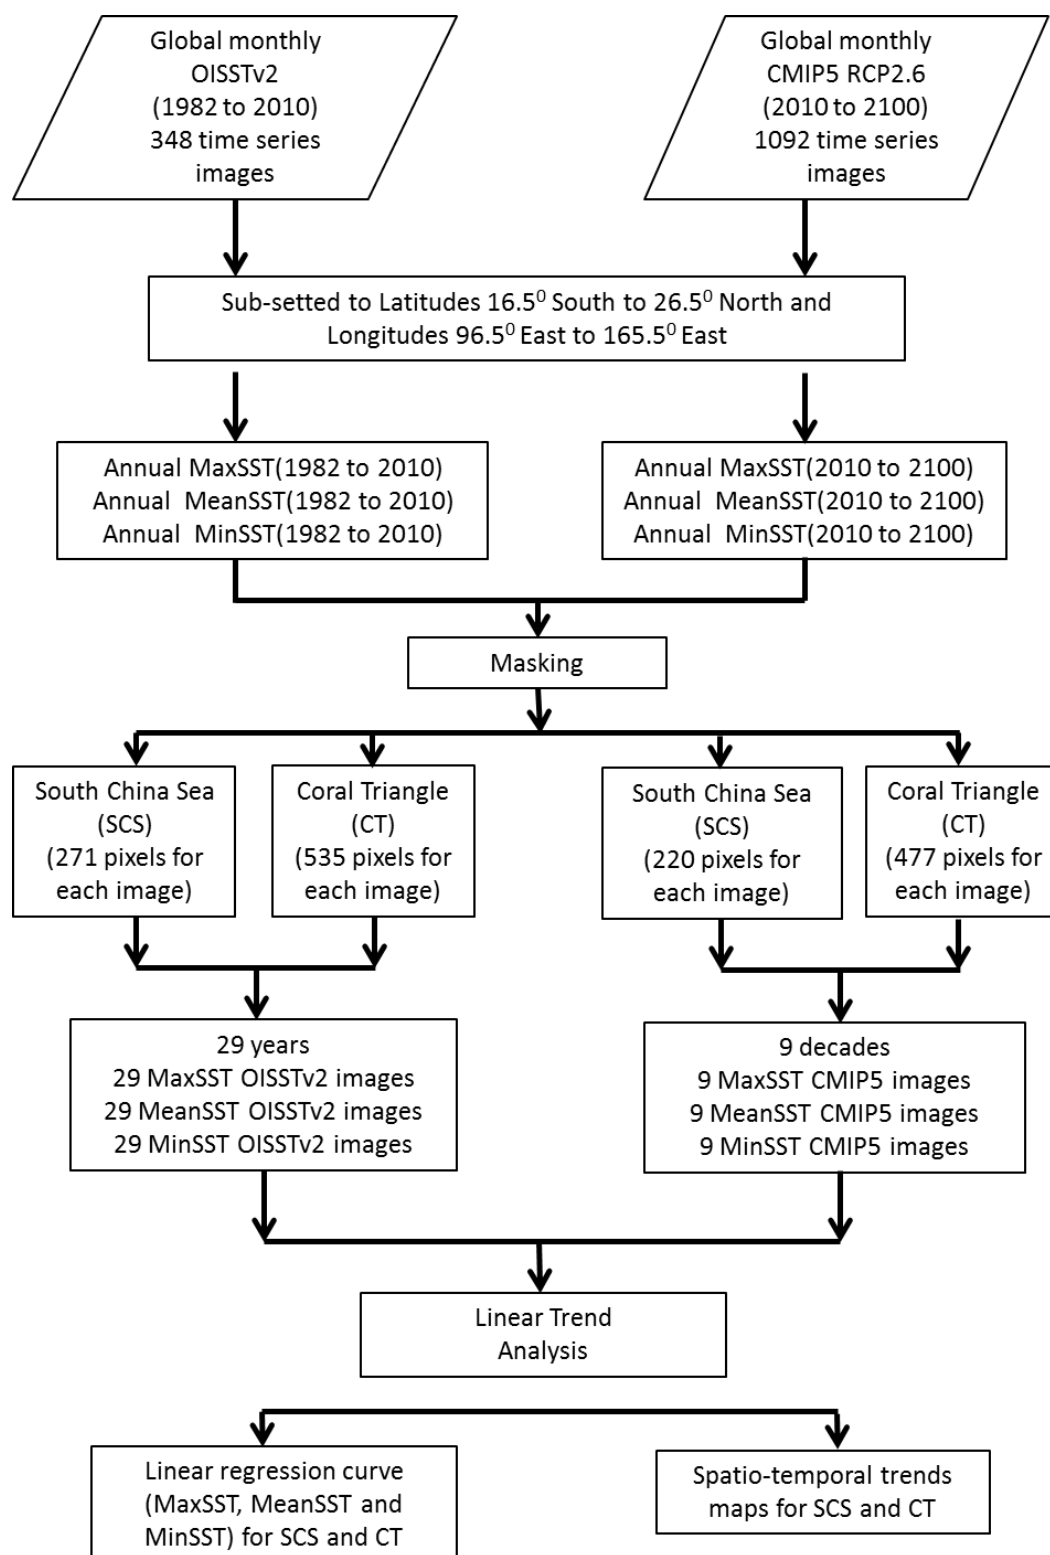 Global monthly
OISSTv2
(1982 to 2010)
348 time series
images
Global monthly
CMIP5 RCP2.6
(2010 to 2100)
1092 time series
images
Sub-setted to Latitudes 16.5⁰ South to 26.5⁰ North and
Longitudes 96.5⁰ East to 165.5⁰ East
Annual MaxSST(1982 to 2010)
Annual MeanSST(1982 to 2010)
Annual MinSST(1982 to 2010)
Annual MaxSST(2010 to 2100)
Annual MeanSST(2010 to 2100)
Annual MinSST(2010 to 2100)
Masking
South China Sea
(SCS)
(271 pixels for
each image)
Coral Triangle
(CT)
(535 pixels for
each image)
South China Sea
(SCS)
(220 pixels for
each image)
Coral Triangle
(CT)
(477 pixels for
each image)
29 years
29 MaxSST OISSTv2 images
29 MeanSST OISSTv2 images
29 MinSST OISSTv2 images
9 decades
9 MaxSST CMIP5 images
9 MeanSST CMIP5 images
9 MinSST CMIP5 images
Linear Trend
Analysis
Linear regression curve
(MaxSST, MeanSST and
MinSST) for SCS and CT
Spatio-temporal trends
maps for SCS and CT